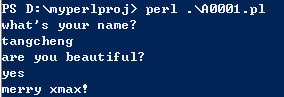 PS D:\myperlproj> perl .\A0001.pl
what's your name?
tangcheng
are you beautiful?
yes
merry xmax!